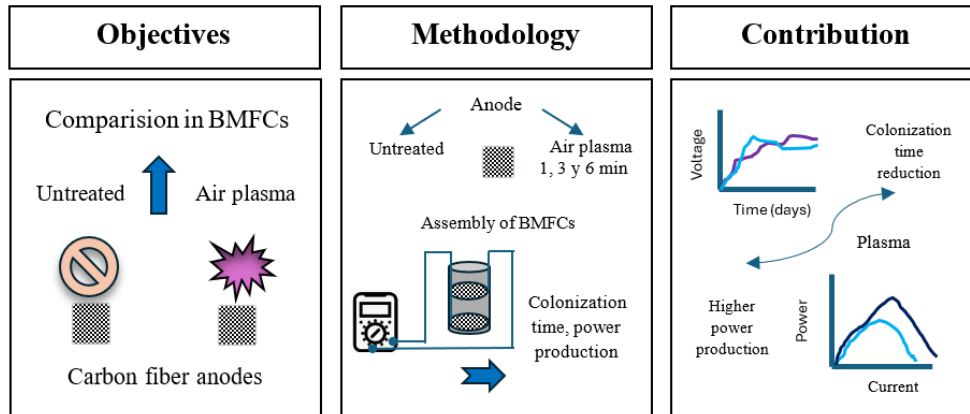 Objectives
Comparision in BMFCs
Untreated
Air plasma
Carbon fiber anodes
Methodology
Anode
Untreated
Air plasma
1, 3 y 6 min
Assembly of BMFCs
Colonization
time, power
production
Contribution
Voltage
Time (days)
Colonization
time
reduction
Plasma
Higher
power
production
Power
Current